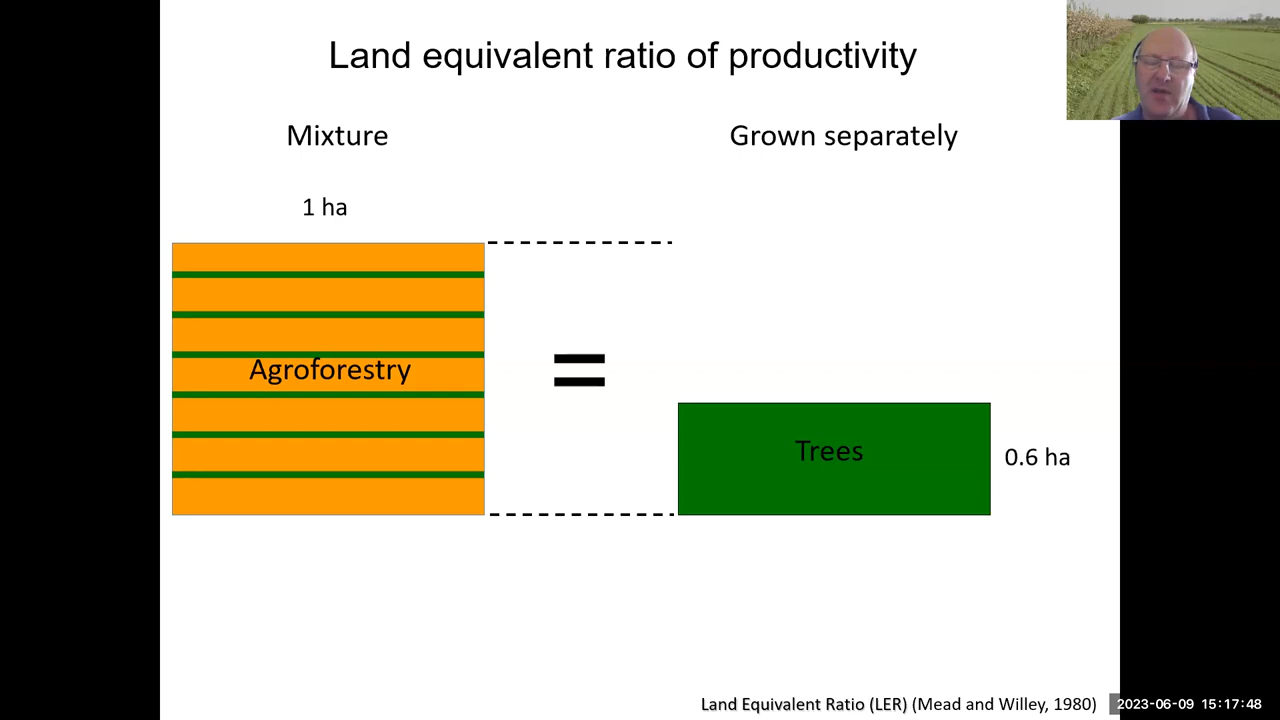 Land equivalent ratio of productivity
Mixture
Grown separately
1 ha
Agroforestry
Trees
0.6 ha
Land Equivalent Ratio (LER) (Mead and Willey, 1980)
2023-06-09 15:17:48